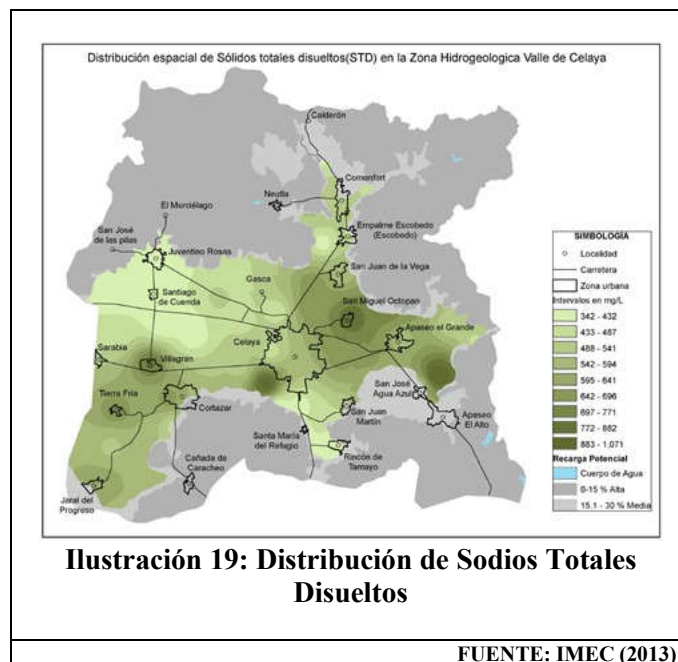 Distribución espacial de Sólidos totales disueltos(STD) en la Zona Hidrogeologica Valle de Celaya
Calderón
Comonfort
Neutla
El Murciélago
Empalme Escobedo
(Escobedo)
San José
de las pilas
Juventino Rosas
San Juan de la Vega
Santiago
de Cuenda
Gasca
San Miguel Octopan
Apaseo el Grande
Celaya
Sarabia
Villagran
San José
Agua Azul
Tierra Fria
Cortazar
San Juan
Martín
Apaseo
El Alto
Santa María
del Refugio
Rincón de
Tamayo
Cañada de
Caracheo
Jaral del
Progreso
SIMBOLOGÍA
Localidad
Carretera
Zona urbana
Intervalos en mg/L
342 - 432
433 - 487
488 - 541
542 - 594
595 - 641
642 - 696
697 - 771
772 - 882
883 - 1,071
Recarga Potencial
Cuerpo de Agua
0-15 % Alta
15.1 - 30 % Media
Ilustración 19: Distribución de Sodios Totales
Disueltos
FUENTE: IMEC (2013)